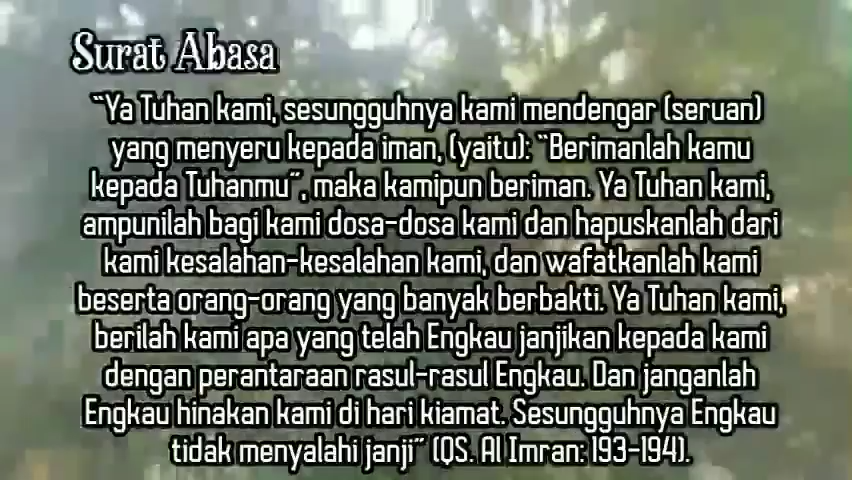 Surat Abasa
“Ya Tuhan kami, sesungguhnya kami mendengar (seruan)
yang menyeru kepada iman, (yaitu): “Berimanlah kamu
kepada Tuhanmu”, maka kamipun beriman. Ya Tuhan kami,
ampunilah bagi kami dosa-dosa kami dan hapuskanlah dari
kami kesalahan-kesalahan kami, dan wafatkanlah kami
beserta orang-orang yang banyak berbakti. Ya Tuhan kami,
berilah kami apa yang telah Engkau janjikan kepada kami
dengan perantaraan rasul-rasul Engkau. Dan janganlah
Engkau hinakan kami di hari kiamat. Sesungguhnya Engkau
tidak menyalahi janji” (QS. Al Imran: 193-194).